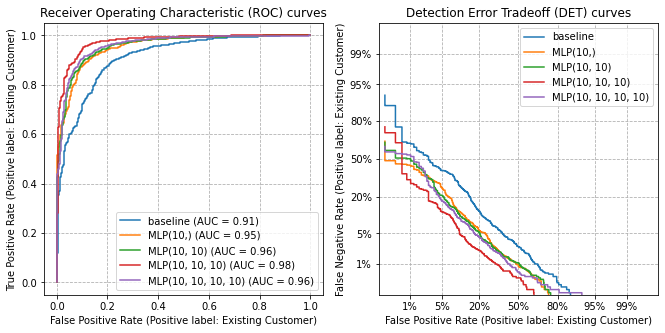 Receiver Operating Characteristic (ROC) curves
True Positive Rate (Positive label: Existing Customer)
1.0
0.8
0.6
0.4
0.2
0.0
baseline (AUC = 0.91)
MLP(10,) (AUC = 0.95)
MLP(10, 10) (AUC = 0.96)
MLP(10, 10, 10) (AUC = 0.98)
MLP(10, 10, 10, 10) (AUC = 0.96)
0.0 0.2 0.4 0.6 0.8 1.0
False Positive Rate (Positive label: Existing Customer)
Detection Error Tradeoff (DET) curves
False Negative Rate (Positive label: Existing Customer)
99%
95%
80%
50%
20%
5%
1%
baseline
MLP(10,)
MLP(10, 10)
MLP(10, 10, 10)
MLP(10, 10, 10, 10)
1% 5% 20% 50% 80% 95% 99%
False Positive Rate (Positive label: Existing Customer)